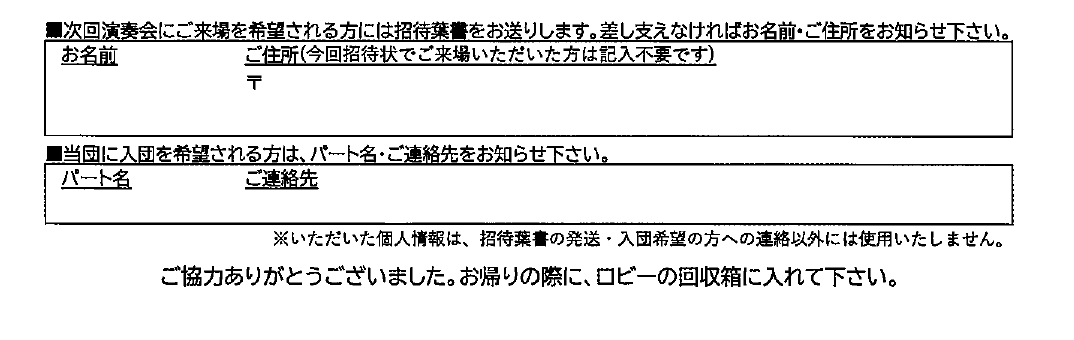 ■次回演奏会にご来場を希望される方には招待葉書をお送りします。差し支えなければお名前・ご住所をお知らせ下さい。
お名前 ご住所(今回招待状でご来場いただいた方は記入不要です)
〒
■当団に入団を希望される方は、パート名・ご連絡先をお知らせ下さい。
パート名 ご連絡先
※いただいた個人情報は、招待葉書の発送・入団希望の方への連絡以外には使用いたしません。
ご協力ありがとうございました。お帰りの際に、ロビーの回収箱に入れて下さい。